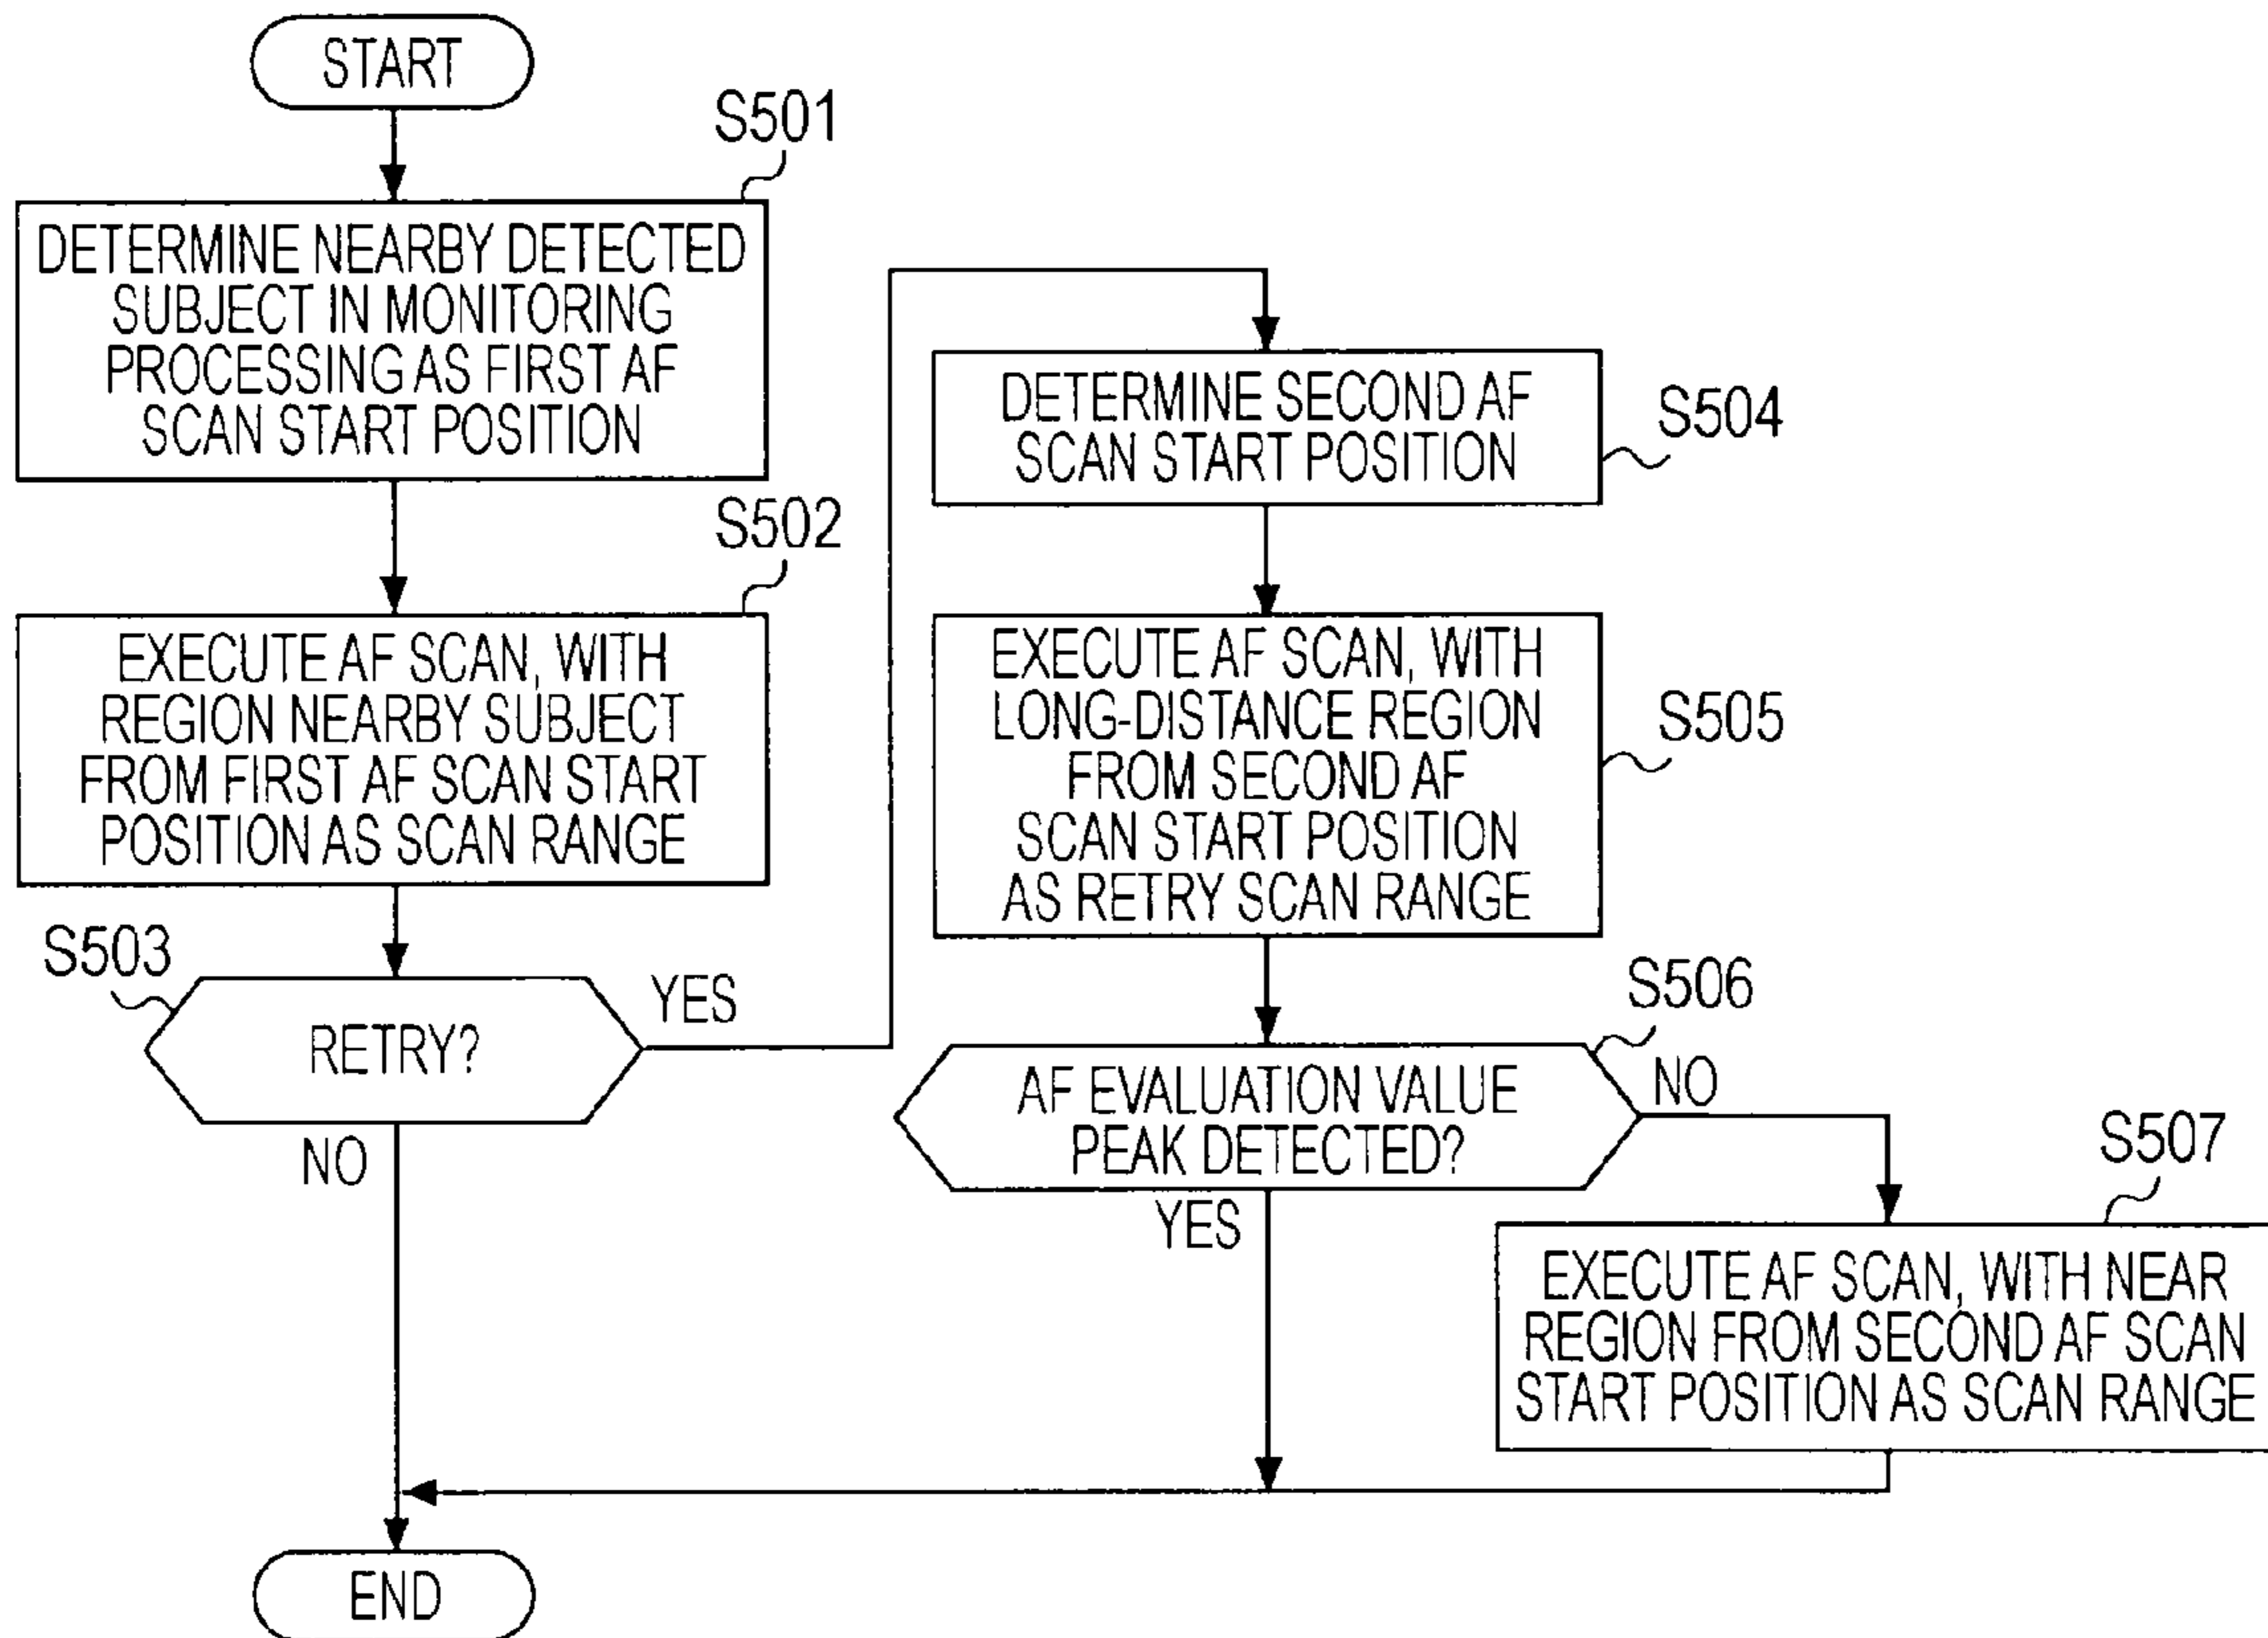 START
S501
DETERMINE NEARBY DETECTED
SUBJECT IN MONITORING
PROCESSING AS FIRST AF
SCAN START POSITION
S502
EXECUTE AF SCAN, WITH
REGION NEARBY SUBJECT
FROM FIRST AF SCAN START
POSITION AS SCAN RANGE
S503
RETRY?
YES
NO
DETERMINE SECOND AF
SCAN START POSITION
S504
EXECUTE AF SCAN, WITH
LONG-DISTANCE REGION
FROM SECOND AF
SCAN START POSITION
AS RETRY SCAN RANGE
S505
S506
AF EVALUATION VALUE
PEAK DETECTED?
NO
YES
S507
EXECUTE AF SCAN, WITH NEAR
REGION FROM SECOND AF SCAN
START POSITION AS SCAN RANGE
END